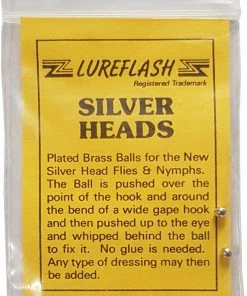 LUREFLASH
Registered Trademark
SILVER
HEADS
Plated Brass Balls for the New
Silver Head Flies & Nymphs.
The Ball is pushed over the
point of the hook and around
the bend of a wide gape hook
and then pushed up to the eye
and whipped behind the ball
to fix it. No glue is needed.
Any type of dressing may then
be added.